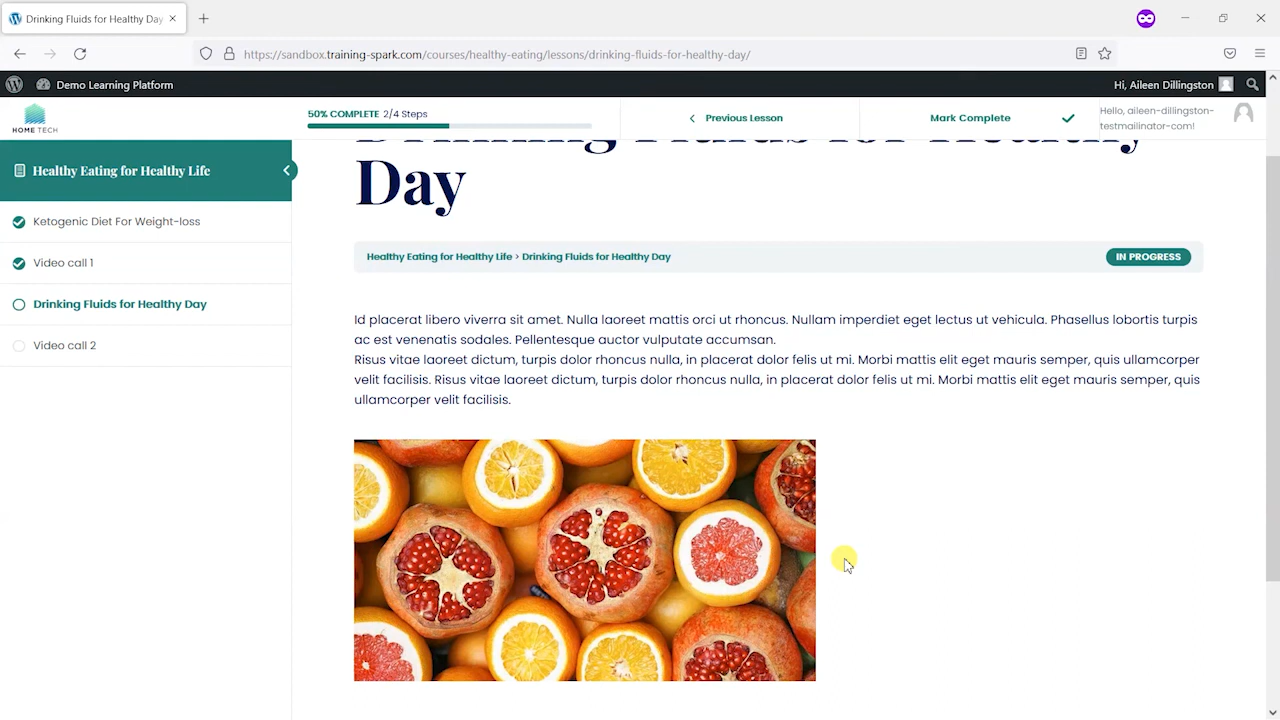 Drinking Fluids for Healthy Day
https://sandbox.training-spark.com/courses/healthy-eating/lessons/drinking-fluids-for-healthy-day/
Demo Learning Platform
Hi, Aileen Dillingston
HOME TECH
50% COMPLETE 2/4 Steps
Previous Lesson
Mark Complete
Hello, aileen-dillingston-
testmailinator-com!
Healthy Eating for Healthy Life
Ketogenic Diet For Weight-loss
Video call 1
Drinking Fluids for Healthy Day
Video call 2
Drinking Fluids for Healthy
Day
Healthy Eating for Healthy Life > Drinking Fluids for Healthy Day
IN PROGRESS
Id placerat libero viverra sit amet. Nulla laoreet mattis orci ut rhoncus. Nullam imperdiet eget lectus ut vehicula. Phasellus lobortis turpis
ac est venenatis sodales. Pellentesque auctor vulputate accumsan.
Risus vitae laoreet dictum, turpis dolor rhoncus nulla, in placerat dolor felis ut mi. Morbi mattis elit eget mauris semper, quis ullamcorper
velit facilisis. Risus vitae laoreet dictum, turpis dolor rhoncus nulla, in placerat dolor felis ut mi. Morbi mattis elit eget mauris semper, quis
ullamcorper velit facilisis.